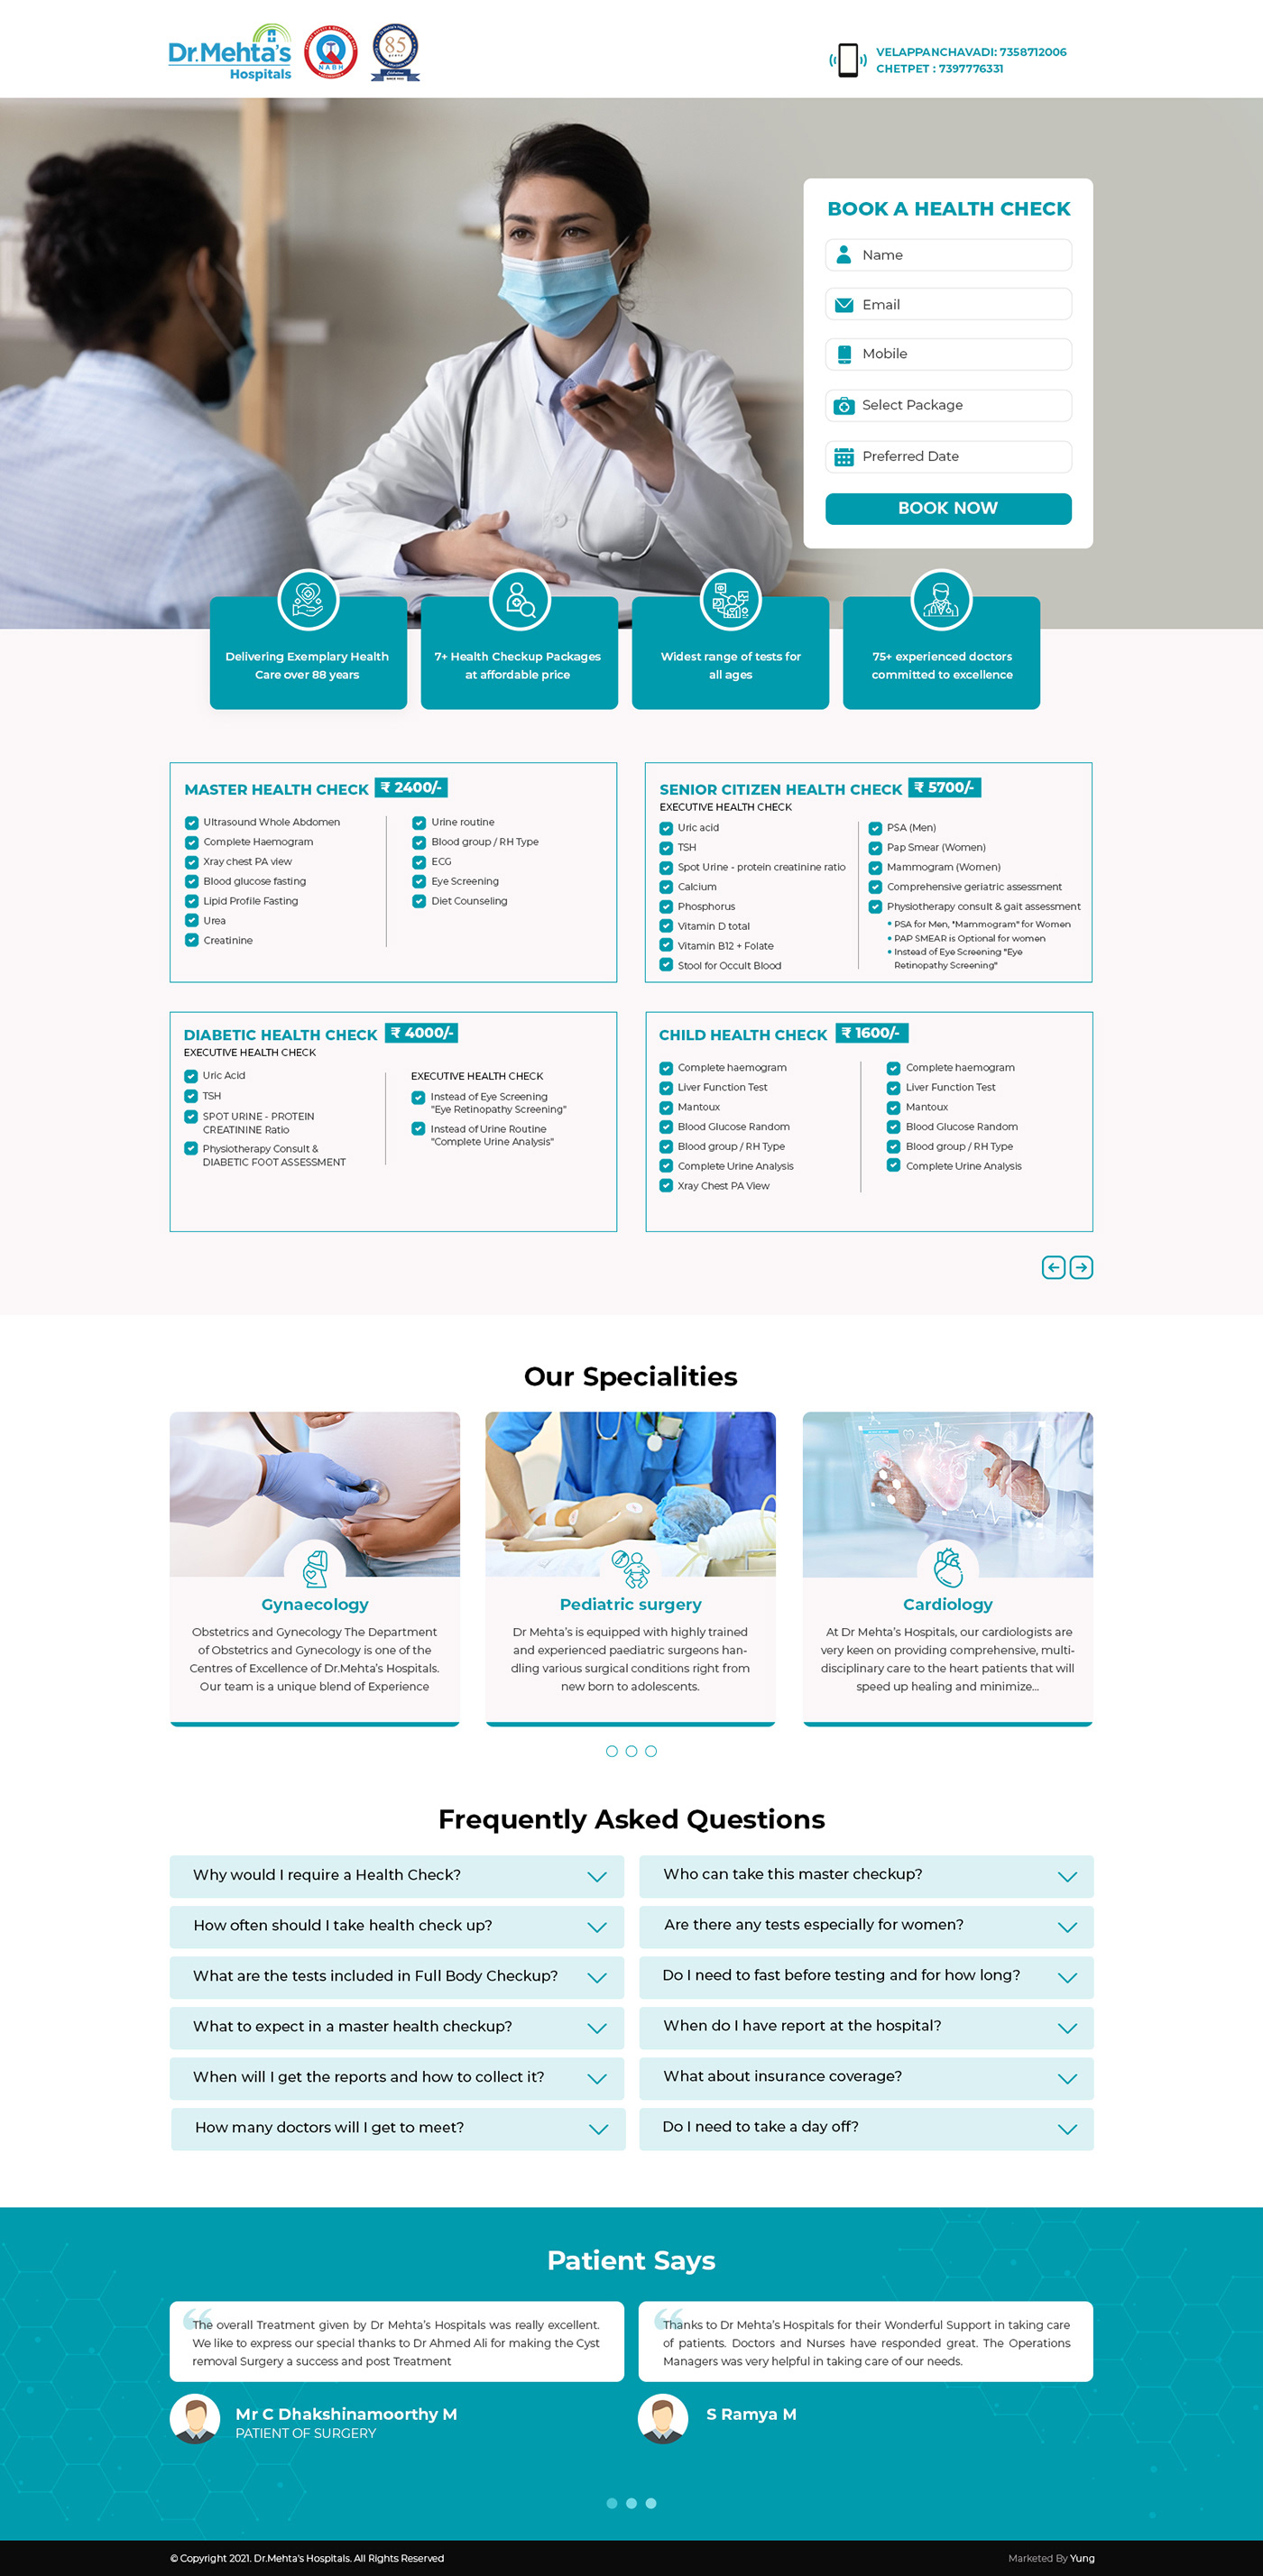 Dr.Mehta's
Hospitals
NABH
85
VELAPPANCHAVADI: 7358712006
CHETPET : 7397776331
BOOK A HEALTH CHECK
Name
Email
Mobile
Select Package
Preferred Date
BOOK NOW
Delivering Exemplary Health
Care over 88 years
7+ Health Checkup Packages
at affordable price
Widest range of tests for
all ages
75+ experienced doctors
committed to excellence
MASTER HEALTH CHECK ₹ 2400/-
Ultrasound Whole Abdomen
Complete Haemogram
Xray chest PA view
Blood glucose fasting
Lipid Profile Fasting
Urea
Creatinine
Urine routine
Blood group / RH Type
ECG
Eye Screening
Diet Counseling
SENIOR CITIZEN HEALTH CHECK ₹ 5700/-
EXECUTIVE HEALTH CHECK
Uric acid
TSH
Spot Urine - protein creatinine ratio
Calcium
Phosphorus
Vitamin D total
Vitamin B12 + Folate
Stool for Occult Blood
PSA (Men)
Pap Smear (Women)
Mammogram (Women)
Comprehensive geriatric assessment
Physiotherapy consult & gait assessment
• PSA for Men, "Mammogram" for Women
• PAP SMEAR is Optional for women
• Instead of Eye Screening "Eye
Retinopathy Screening"
DIABETIC HEALTH CHECK ₹ 4000/-
EXECUTIVE HEALTH CHECK
Uric Acid
TSH
SPOT URINE - PROTEIN
CREATININE Ratio
Physiotherapy Consult &
DIABETIC FOOT ASSESSMENT
EXECUTIVE HEALTH CHECK
Instead of Eye Screening
"Eye Retinopathy Screening"
Instead of Urine Routine
"Complete Urine Analysis"
CHILD HEALTH CHECK ₹ 1600/-
Complete haemogram
Liver Function Test
Mantoux
Blood Glucose Random
Blood group / RH Type
Complete Urine Analysis
Xray Chest PA View
Complete haemogram
Liver Function Test
Mantoux
Blood Glucose Random
Blood group / RH Type
Complete Urine Analysis
Our Specialities
Gynaecology
Obstetrics and Gynecology The Department
of Obstetrics and Gynecology is one of the
Centres of Excellence of Dr.Mehta's Hospitals.
Our team is a unique blend of Experience
Pediatric surgery
Dr Mehta's is equipped with highly trained
and experienced paediatric surgeons han-
dling various surgical conditions right from
new born to adolescents.
Cardiology
At Dr Mehta's Hospitals, our cardiologists are
very keen on providing comprehensive, multi-
disciplinary care to the heart patients that will
speed up healing and minimize...
Frequently Asked Questions
Why would I require a Health Check?
Who can take this master checkup?
How often should I take health check up?
Are there any tests especially for women?
What are the tests included in Full Body Checkup?
Do I need to fast before testing and for how long?
What to expect in a master health checkup?
When do I have report at the hospital?
When will I get the reports and how to collect it?
What about insurance coverage?
How many doctors will I get to meet?
Do I need to take a day off?
Patient Says
The overall Treatment given by Dr Mehta's Hospitals was really excellent.
We like to express our special thanks to Dr Ahmed Ali for making the Cyst
removal Surgery a success and post Treatment
Mr C Dhakshinamoorthy M
PATIENT OF SURGERY
Thanks to Dr Mehta's Hospitals for their Wonderful Support in taking care
of patients. Doctors and Nurses have responded great. The Operations
Managers was very helpful in taking care of our needs.
S Ramya M
© Copyright 2021. Dr.Mehta's Hospitals. All Rights Reserved
Marketed By Yung